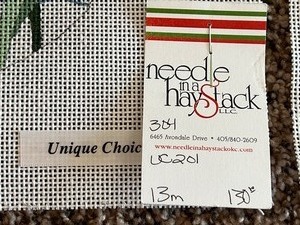 needle
in a
haystack
LLC
304
6465 Avondale Drive • 405/840-2609
www.needleinahaystackokc.com
UC201
13m 130
Unique Choic